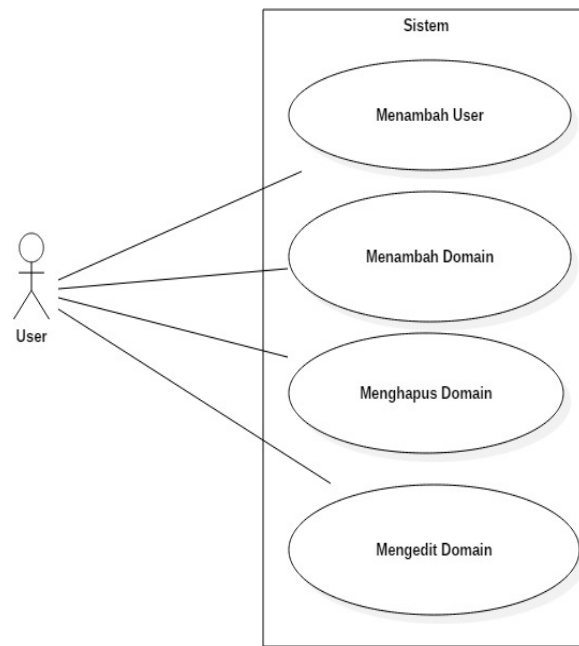 Sistem
Menambah User
Menambah Domain
User
Menghapus Domain
Mengedit Domain